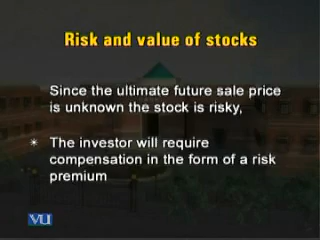 Risk and value of stocks
Since the ultimate future sale price
is unknown the stock is risky,
* The investor will require
compensation in the form of a risk
premium
VU